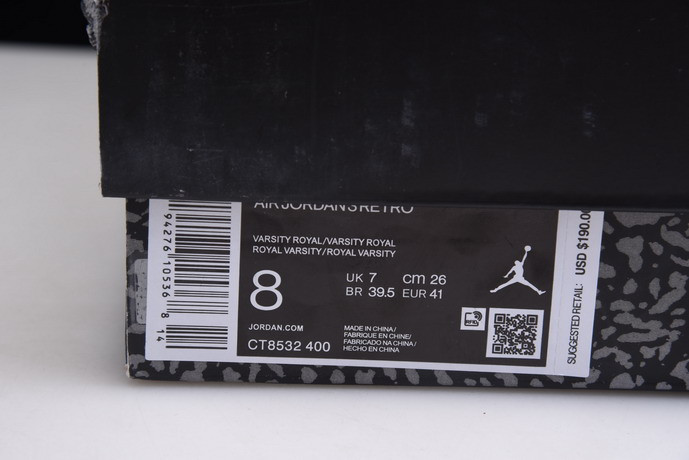 AIR JORDAN 3 RETRO
VARSITY ROYAL/VARSITY ROYAL
ROYAL VARSITY/ROYAL VARSITY
8
UK 7 cm 26
BR 39.5 EUR 41
JORDAN.COM
CT8532 400
MADE IN CHINA/
FABRIQUE EN CHINE/
FABRICADO NA CHINA/
HECHO EN CHINA
RFID
94276 10536 8 14
SUGGESTED RETAIL: USD $190.00